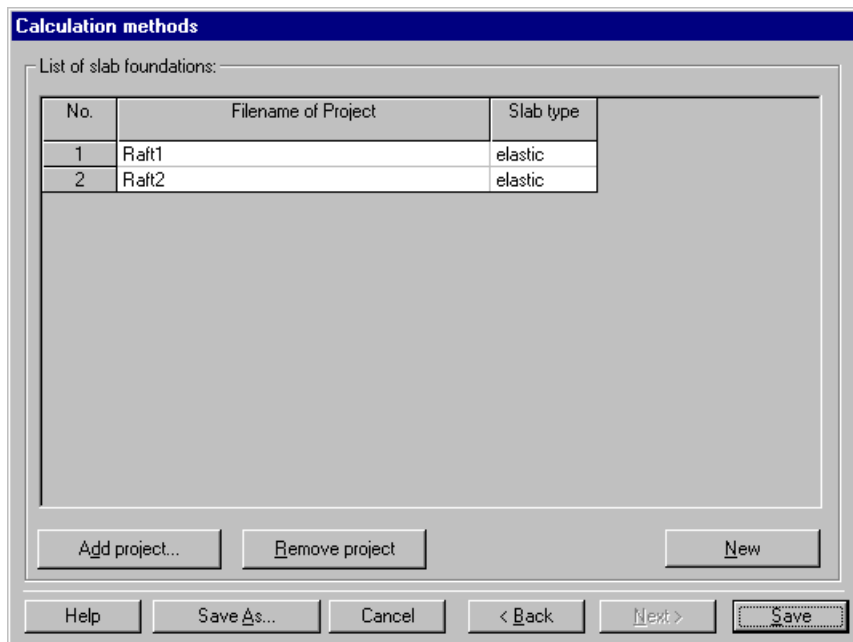 Calculation methods
List of slab foundations:
No. Filename of Project Slab type
1 Raft1 elastic
2 Raft2 elastic
Add project... Remove project New
Help Save As... Cancel < Back Next > Save